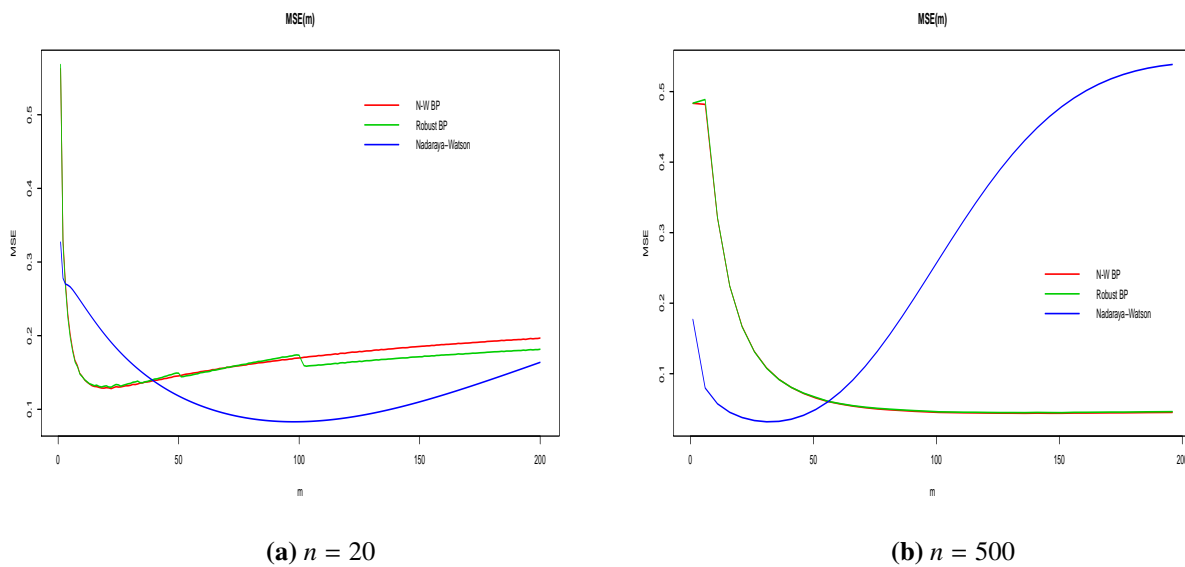 MSE(m)
MSE
0.1
0.2
0.3
0.4
0.5
N-W BP
Robust BP
Nadaraya-Watson
0
50
100
150
200
m
(a) n = 20
MSE(m)
MSE
0.1
0.2
0.3
0.4
0.5
N-W BP
Robust BP
Nadaraya-Watson
0
50
100
150
200
m
(b) n = 500